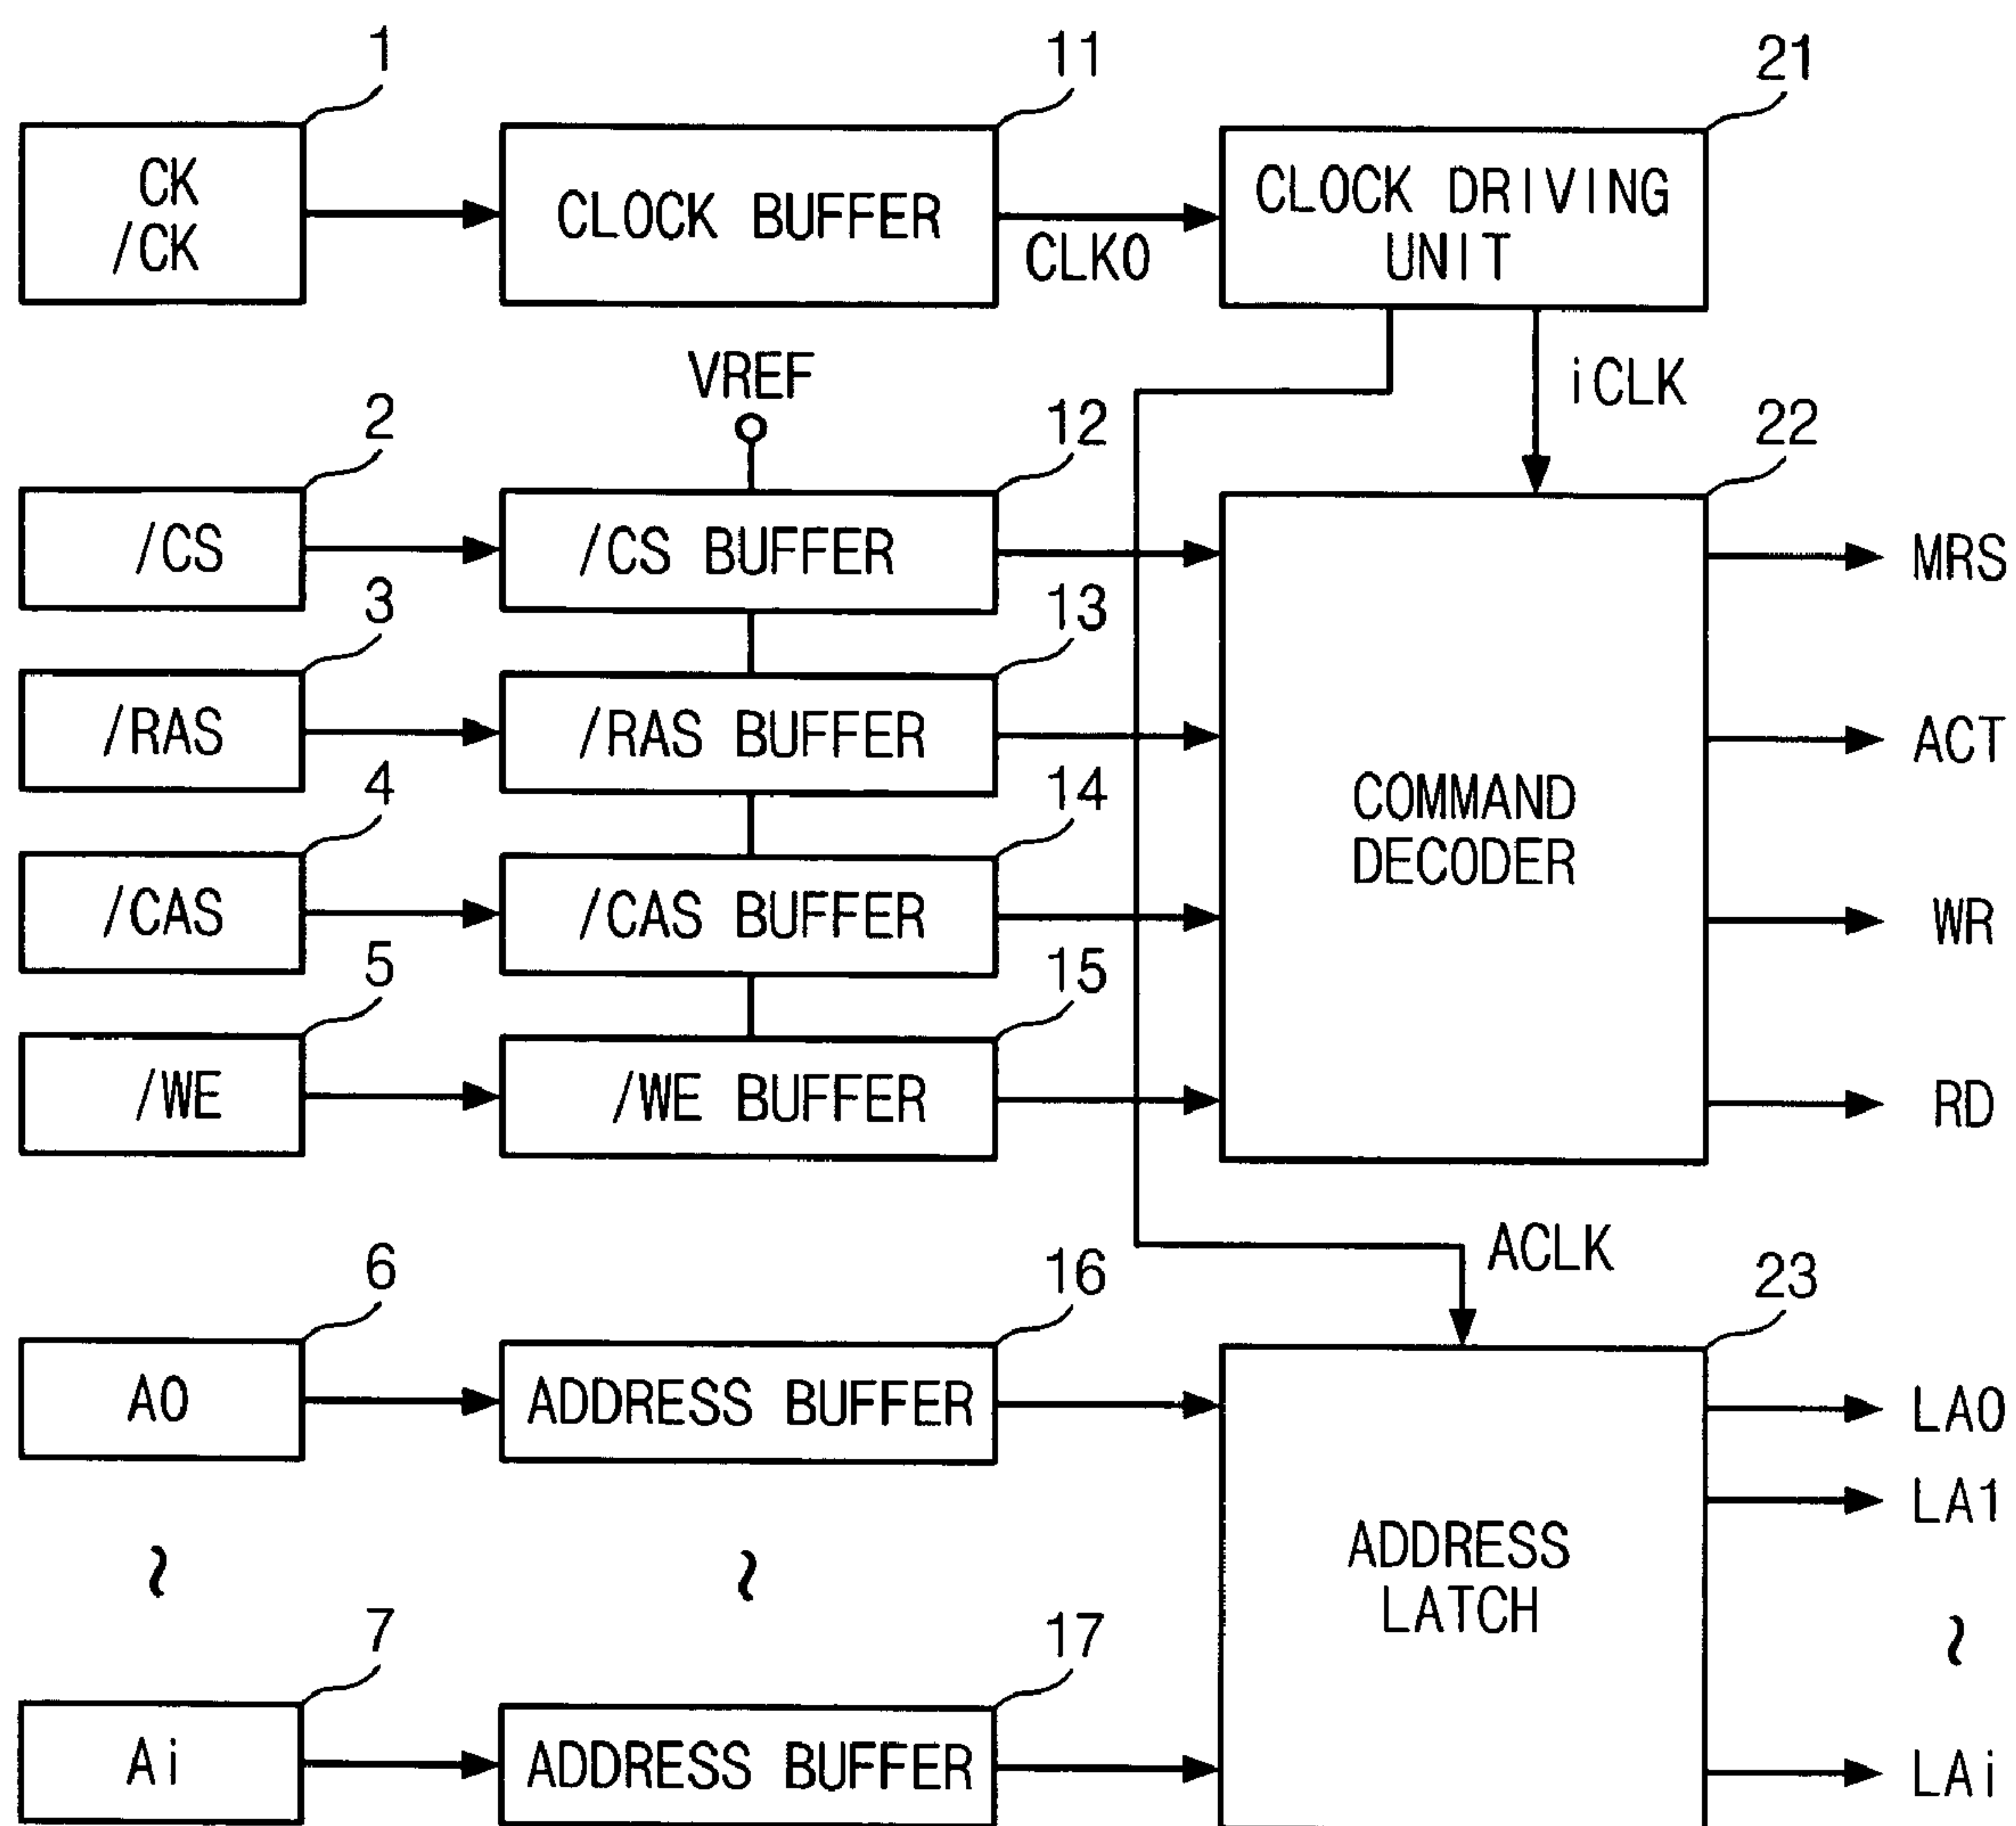 1
11
21
CK
/CK
CLOCK BUFFER
CLK0
CLOCK DRIVING
UNIT
VREF
iCLK
2
12
22
/CS
/CS BUFFER
MRS
3
13
/RAS
/RAS BUFFER
ACT
4
14
COMMAND
DECODER
/CAS
/CAS BUFFER
WR
5
15
/WE
/WE BUFFER
RD
ACLK
6
16
23
A0
ADDRESS BUFFER
LA0
LA1
ADDRESS
LATCH
~
~
~
7
17
Ai
ADDRESS BUFFER
LAi